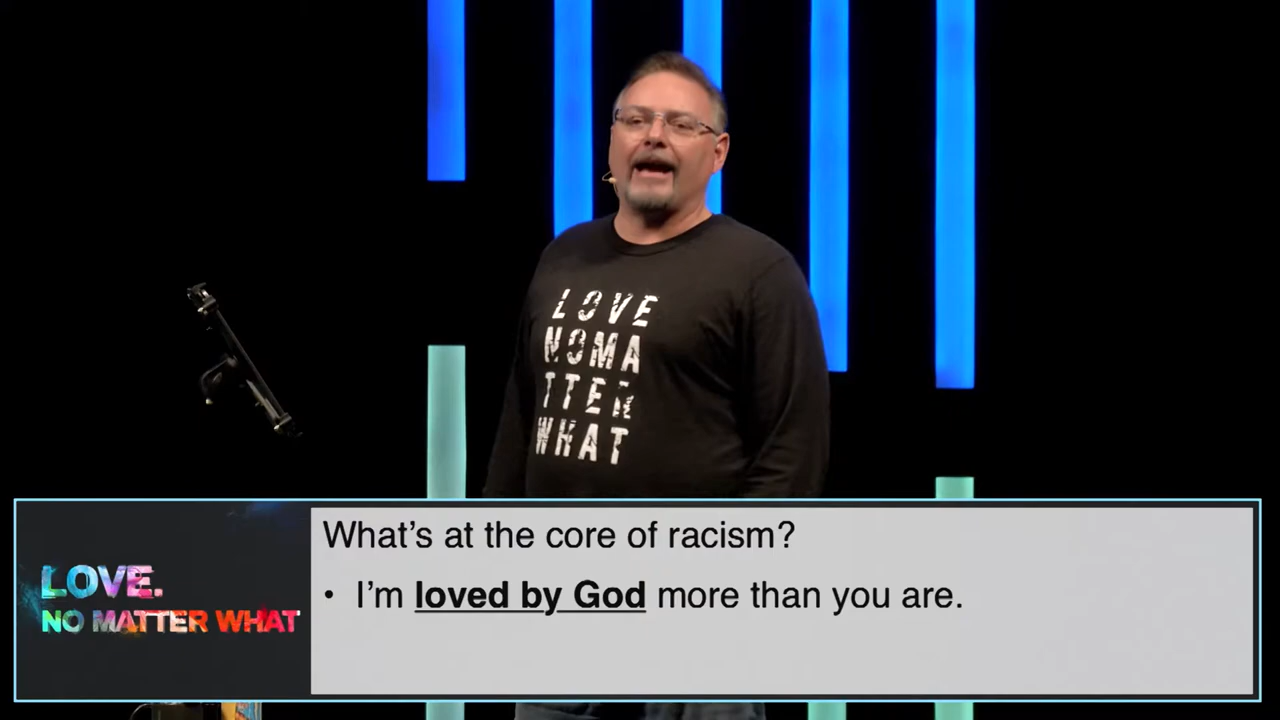 LOVE
NOMA
TTER
WHAT
LOVE.
NO MATTER WHAT
What's at the core of racism?
• I'm loved by God more than you are.